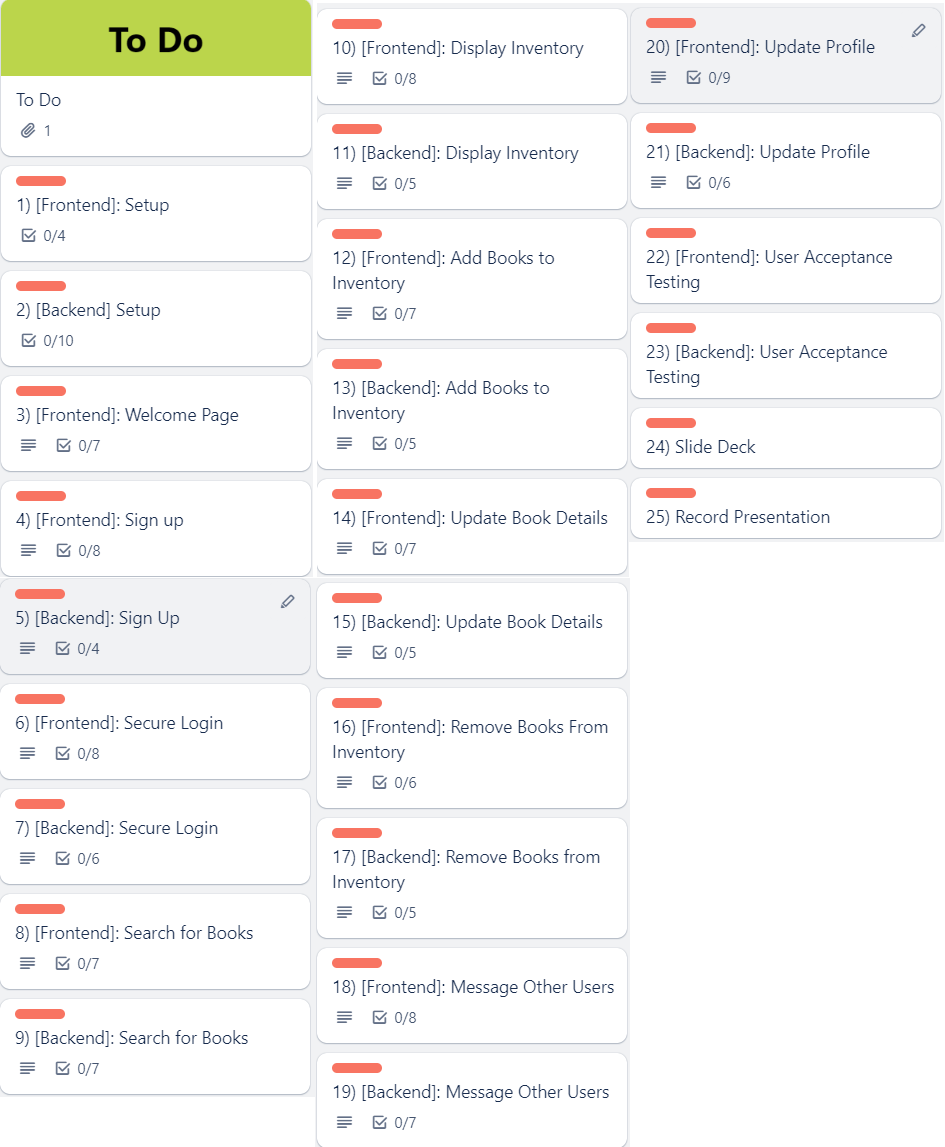 To Do
To Do
1
1) [Frontend]: Setup
0/4
2) [Backend] Setup
0/10
3) [Frontend]: Welcome Page
0/7
4) [Frontend]: Sign up
0/8
5) [Backend]: Sign Up
0/4
6) [Frontend]: Secure Login
0/8
7) [Backend]: Secure Login
0/6
8) [Frontend]: Search for Books
0/7
9) [Backend]: Search for Books
0/7
10) [Frontend]: Display Inventory
0/8
11) [Backend]: Display Inventory
0/5
12) [Frontend]: Add Books to
Inventory
0/7
13) [Backend]: Add Books to
Inventory
0/5
14) [Frontend]: Update Book Details
0/7
15) [Backend]: Update Book Details
0/5
16) [Frontend]: Remove Books From
Inventory
0/6
17) [Backend]: Remove Books from
Inventory
0/5
18) [Frontend]: Message Other Users
0/8
19) [Backend]: Message Other Users
0/7
20) [Frontend]: Update Profile
0/9
21) [Backend]: Update Profile
0/6
22) [Frontend]: User Acceptance
Testing
23) [Backend]: User Acceptance
Testing
24) Slide Deck
25) Record Presentation